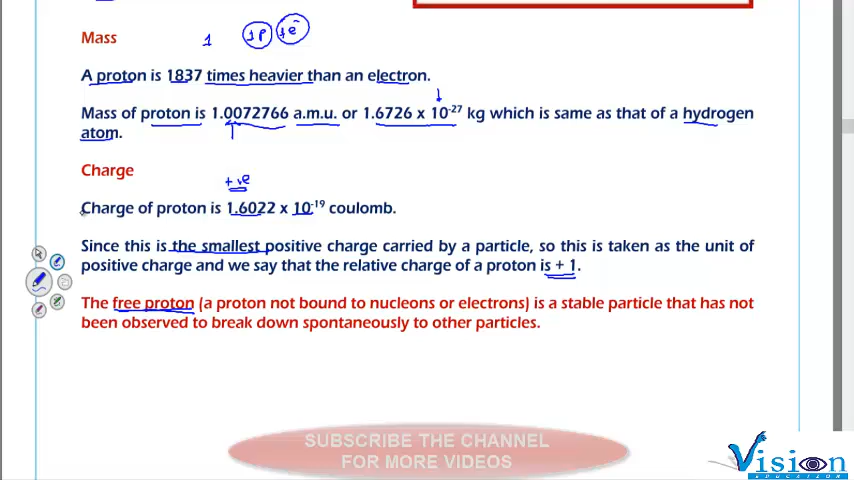 Mass
1 1P 1e-
A proton is 1837 times heavier than an electron.
Mass of proton is 1.0072766 a.m.u. or 1.6726 x 10-27 kg which is same as that of a hydrogen
atom.
Charge
+ve
Charge of proton is 1.6022 x 10-19 coulomb.
Since this is the smallest positive charge carried by a particle, so this is taken as the unit of
positive charge and we say that the relative charge of a proton is + 1.
The free proton (a proton not bound to nucleons or electrons) is a stable particle that has not
been observed to break down spontaneously to other particles.
SUBSCRIBE THE CHANNEL
FOR MORE VIDEOS
Vision
EDUCATION